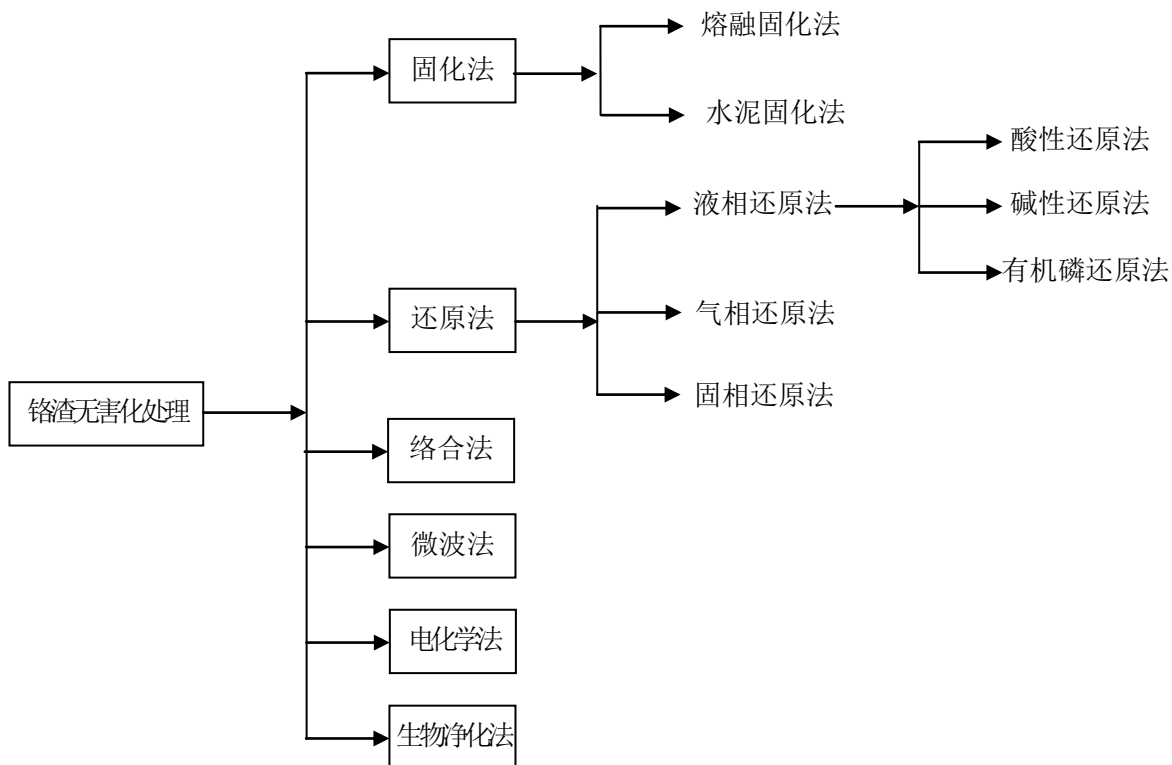 熔融固化法
固化法
水泥固化法
酸性还原法
液相还原法
碱性还原法
有机磷还原法
还原法
气相还原法
固相还原法
铬渣无害化处理
络合法
微波法
电化学法
生物净化法